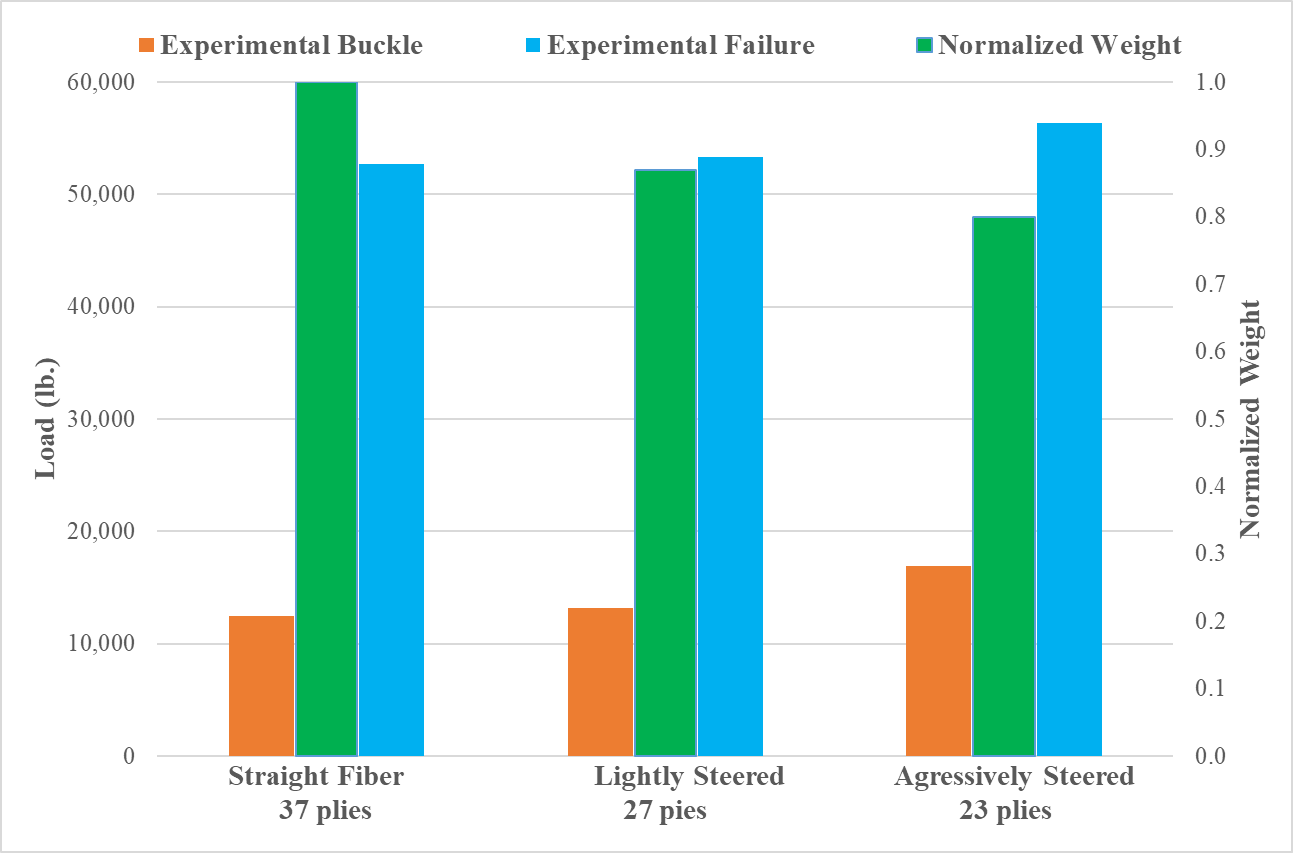 Experimental Buckle Experimental Failure Normalized Weight
60,000
50,000
40,000
30,000
20,000
10,000
0
Load (lb.)
1.0
0.9
0.8
0.7
0.6
0.5
0.4
0.3
0.2
0.1
0.0
Normalized Weight
Straight Fiber
37 plies
Lightly Steered
27 pies
Agressively Steered
23 plies